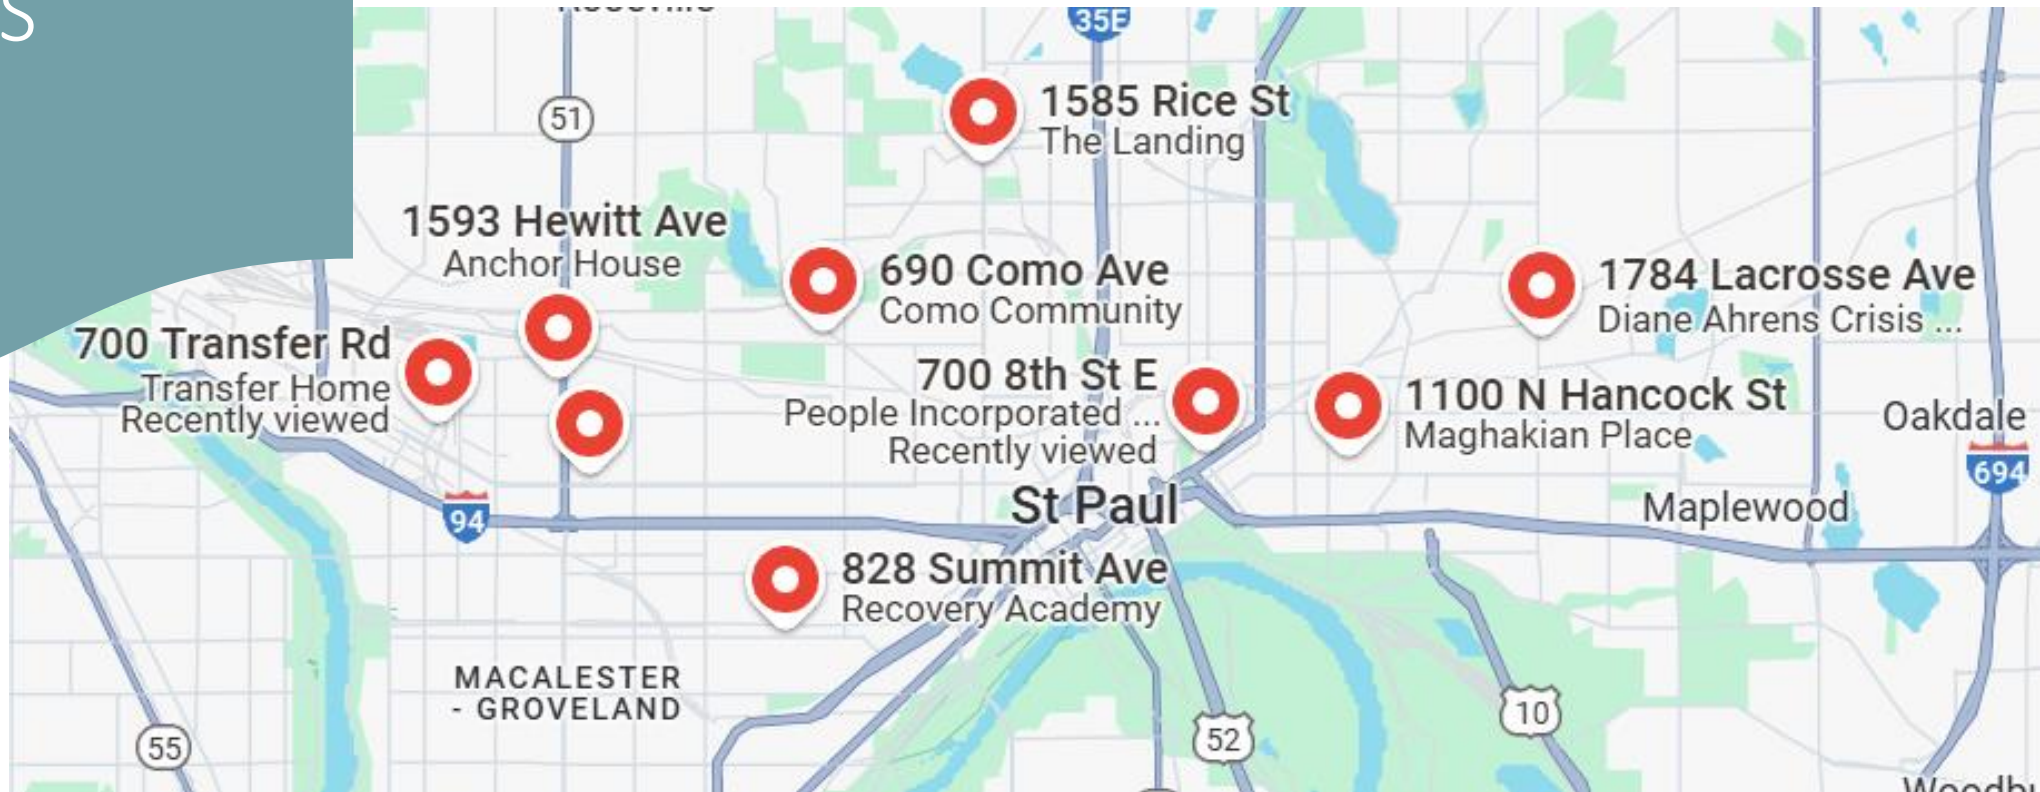 S
35E
1585 Rice St
The Landing
51
1593 Hewitt Ave
Anchor House
690 Como Ave
Como Community
1784 Lacrosse Ave
Diane Ahrens Crisis ...
700 Transfer Rd
Transfer Home
Recently viewed
700 8th St E
People Incorporated ...
Recently viewed
1100 N Hancock St
Maghakian Place
Oakdale
694
94
St Paul
Maplewood
828 Summit Ave
Recovery Academy
MACALESTER
- GROVELAND
55
52
10